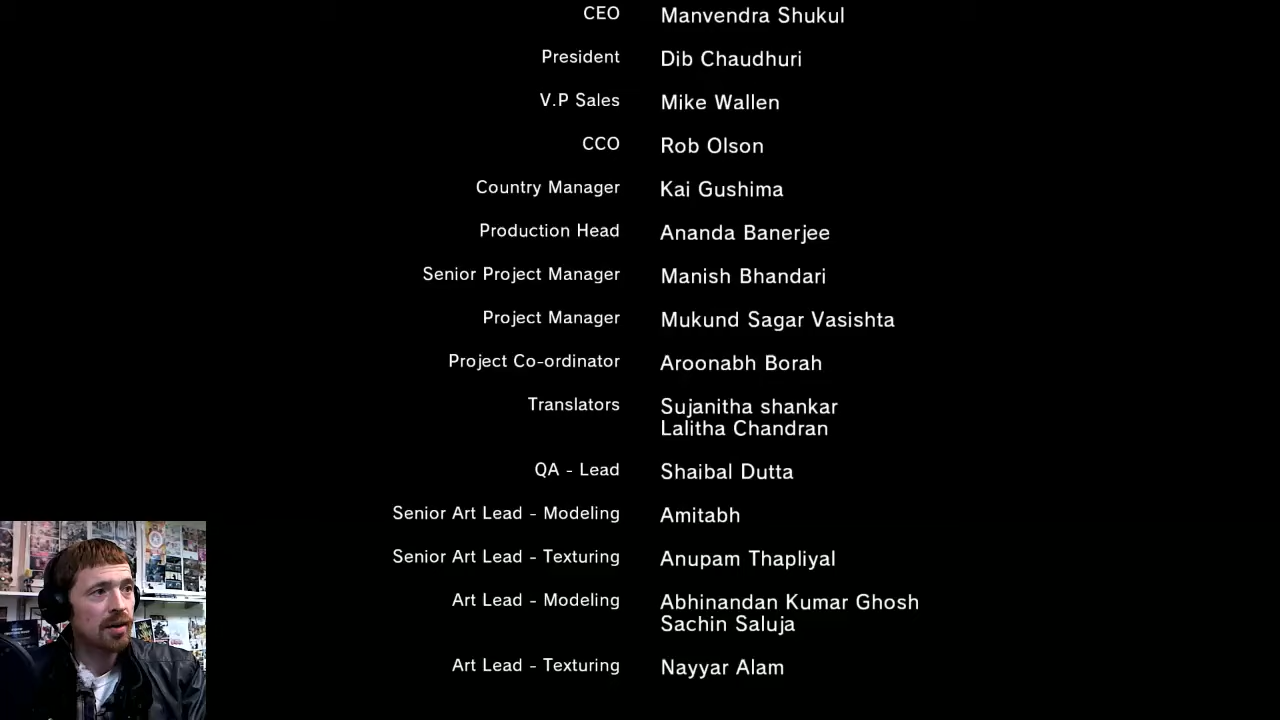 CEO Manvendra Shukul
President Dib Chaudhuri
V.P Sales Mike Wallen
CCO Rob Olson
Country Manager Kai Gushima
Production Head Ananda Banerjee
Senior Project Manager Manish Bhandari
Project Manager Mukund Sagar Vasishta
Project Co-ordinator Aroonabh Borah
Translators Sujanitha shankar
Lalitha Chandran
QA - Lead Shaibal Dutta
Senior Art Lead - Modeling Amitabh
Senior Art Lead - Texturing Anupam Thapliyal
Art Lead - Modeling Abhinandan Kumar Ghosh
Sachin Saluja
Art Lead - Texturing Nayyar Alam